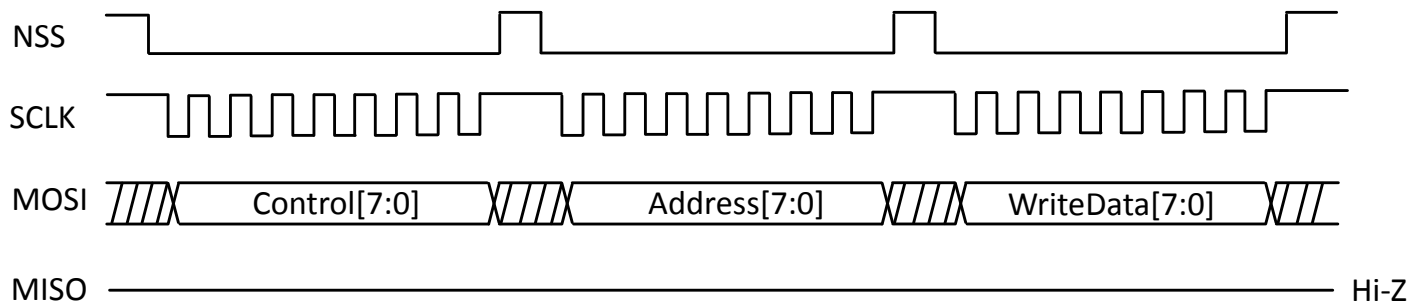 NSS
SCLK
MOSI Control[7:0] Address[7:0] WriteData[7:0]
MISO Hi-Z